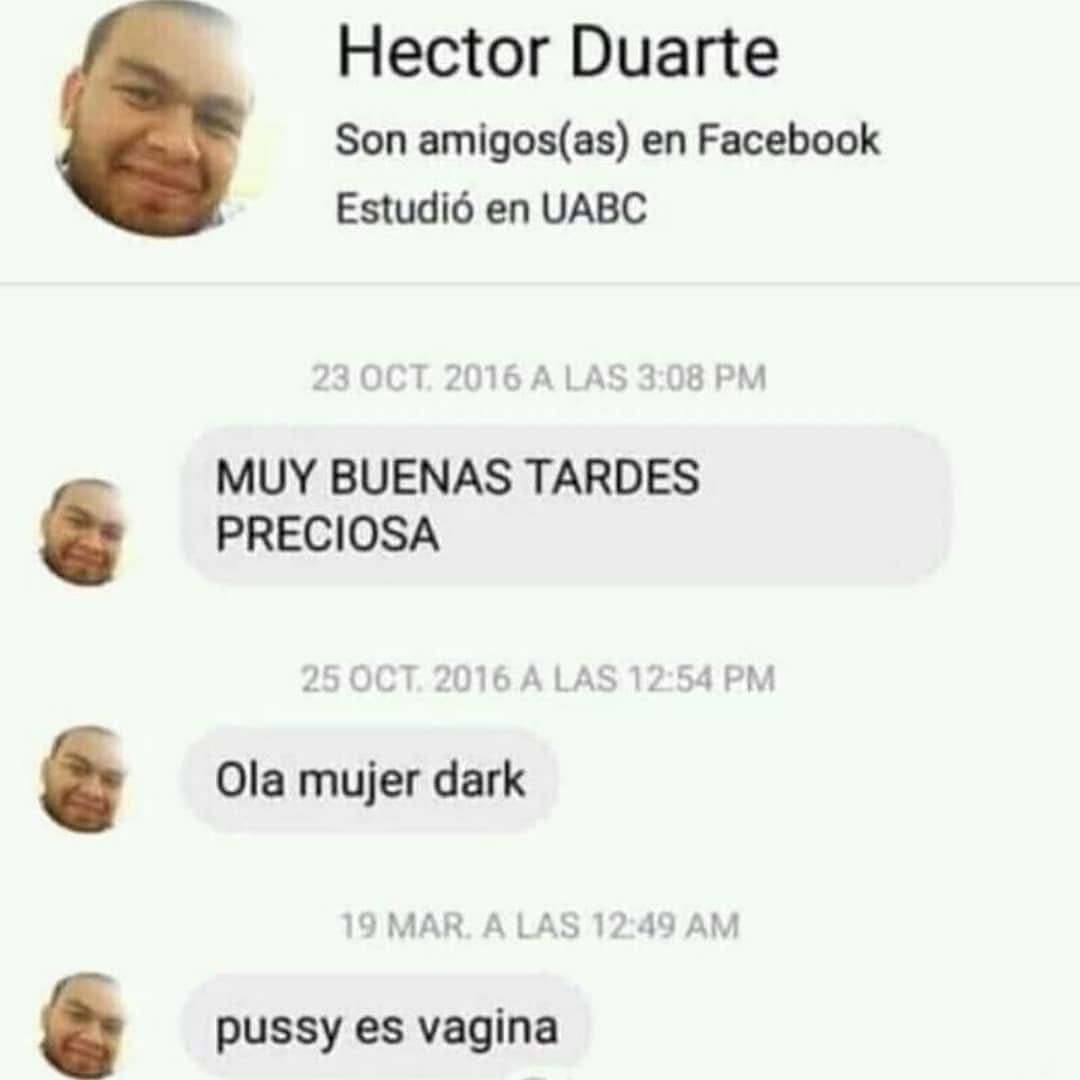 Hector Duarte
Son amigos(as) en Facebook
Estudió en UABC
23 OCT. 2016 A LAS 3:08 PM
MUY BUENAS TARDES
PRECIOSA
25 OCT. 2016 A LAS 12:54 PM
Ola mujer dark
19 MAR. A LAS 12:49 AM
pussy es vagina